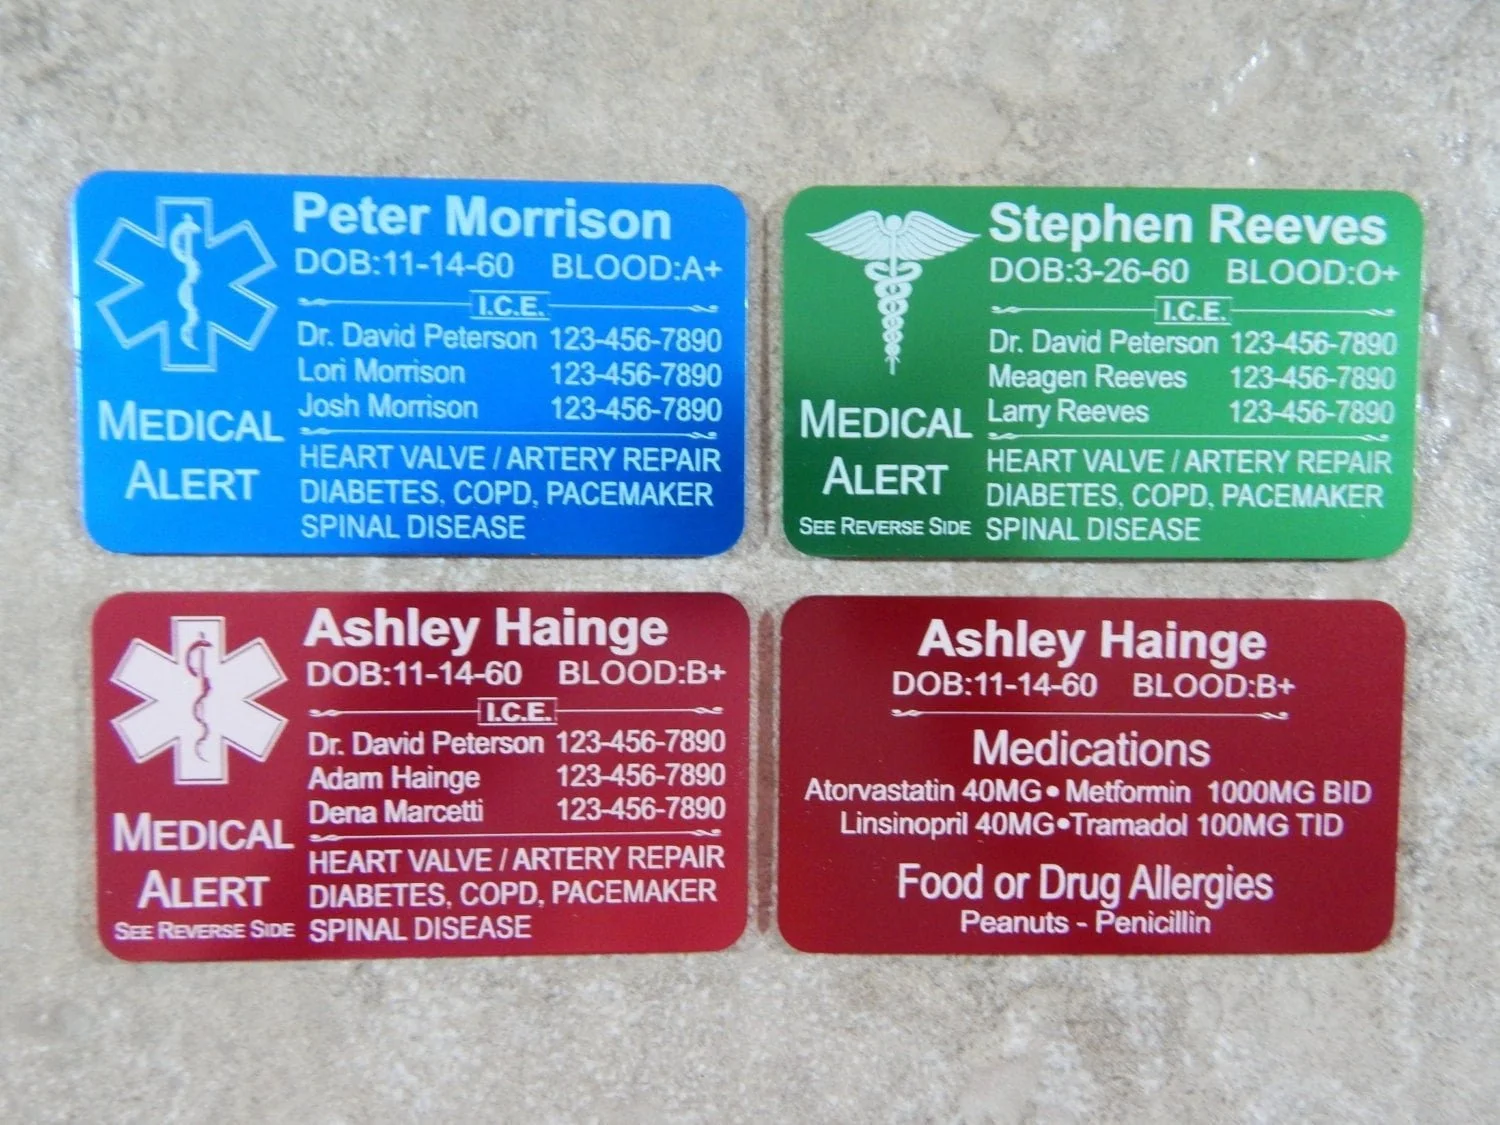 Peter Morrison
DOB:11-14-60 BLOOD:A+
I.C.E.
Dr. David Peterson 123-456-7890
Lori Morrison 123-456-7890
Josh Morrison 123-456-7890
HEART VALVE / ARTERY REPAIR
DIABETES, COPD, PACEMAKER
SPINAL DISEASE
MEDICAL
ALERT
Stephen Reeves
DOB:3-26-60 BLOOD:O+
I.C.E.
Dr. David Peterson 123-456-7890
Meagen Reeves 123-456-7890
Larry Reeves 123-456-7890
HEART VALVE / ARTERY REPAIR
DIABETES, COPD, PACEMAKER
SPINAL DISEASE
MEDICAL
ALERT
SEE REVERSE SIDE
Ashley Hainge
DOB:11-14-60 BLOOD:B+
I.C.E.
Dr. David Peterson 123-456-7890
Adam Hainge 123-456-7890
Dena Marcetti 123-456-7890
HEART VALVE / ARTERY REPAIR
DIABETES, COPD, PACEMAKER
SPINAL DISEASE
MEDICAL
ALERT
SEE REVERSE SIDE
Ashley Hainge
DOB:11-14-60 BLOOD:B+
Medications
Atorvastatin 40MG• Metformin 1000MG BID
Linsinopril 40MG•Tramadol 100MG TID
Food or Drug Allergies
Peanuts - Penicillin